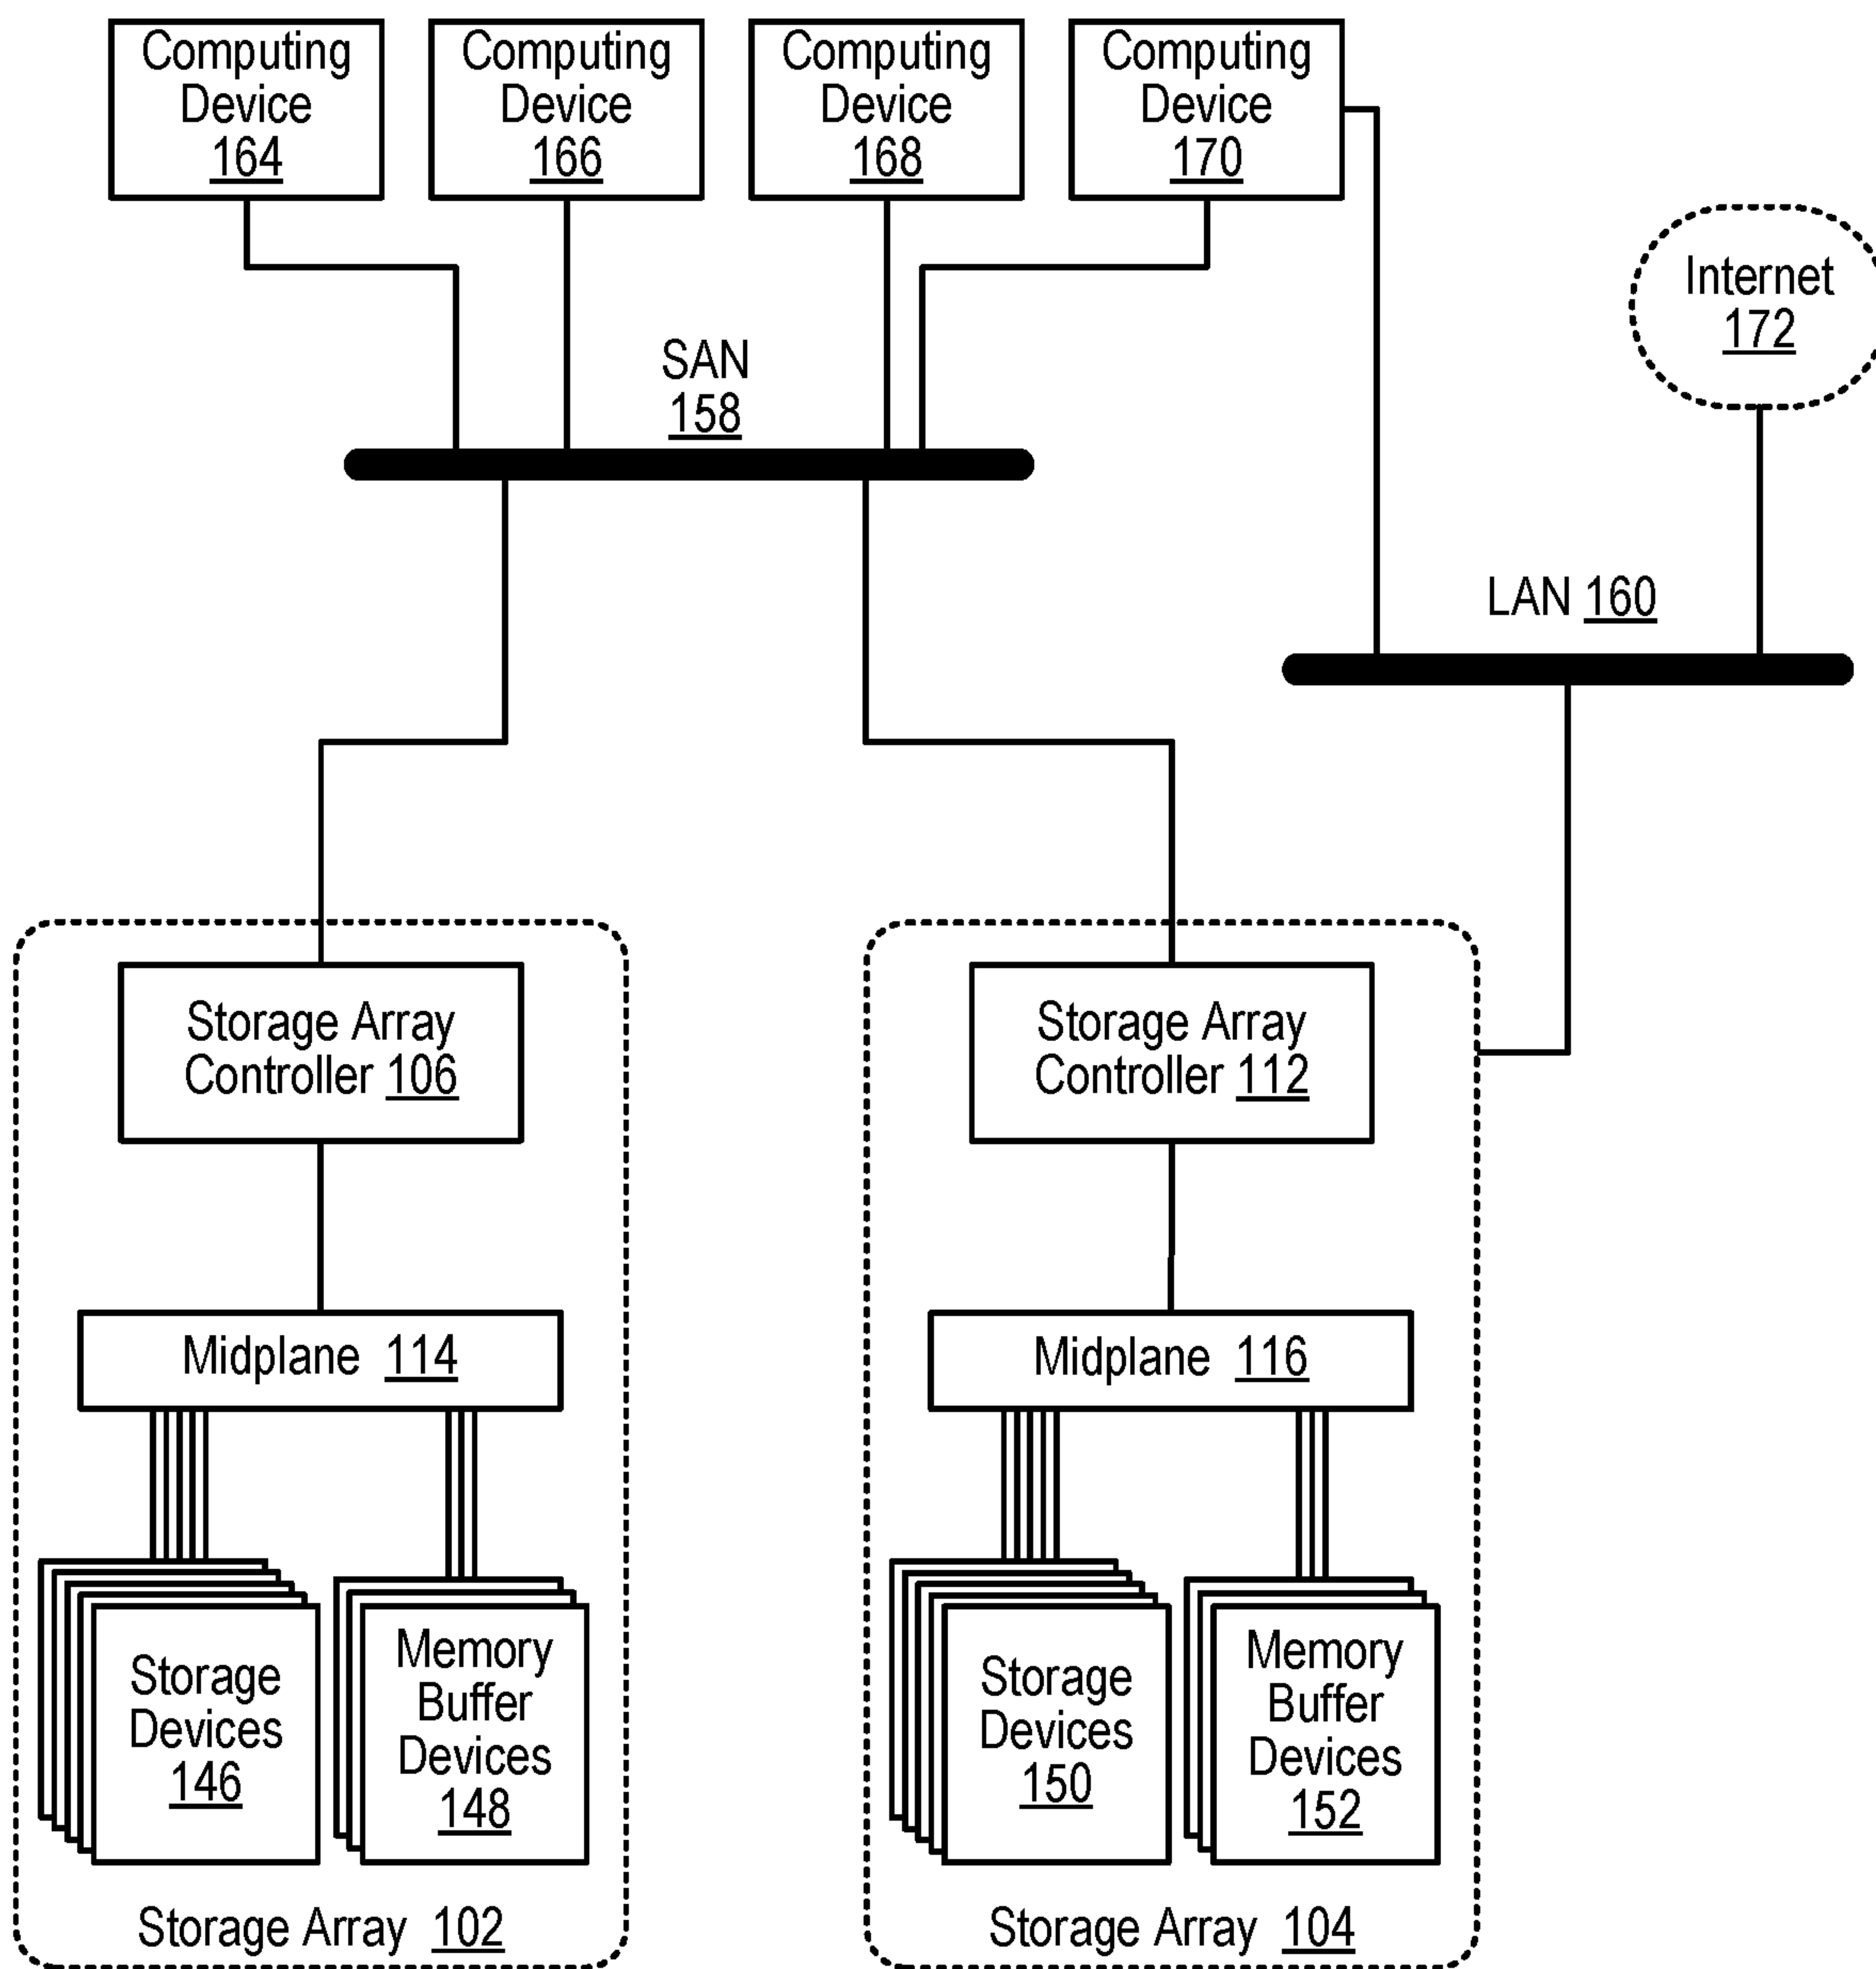 Computing
Device
164
Computing
Device
166
Computing
Device
168
Computing
Device
170
Internet
172
SAN
158
LAN 160
Storage Array
Controller 106
Storage Array
Controller 112
Midplane 114
Midplane 116
Storage
Devices
146
Memory
Buffer
Devices
148
Storage
Devices
150
Memory
Buffer
Devices
152
Storage Array 102
Storage Array 104